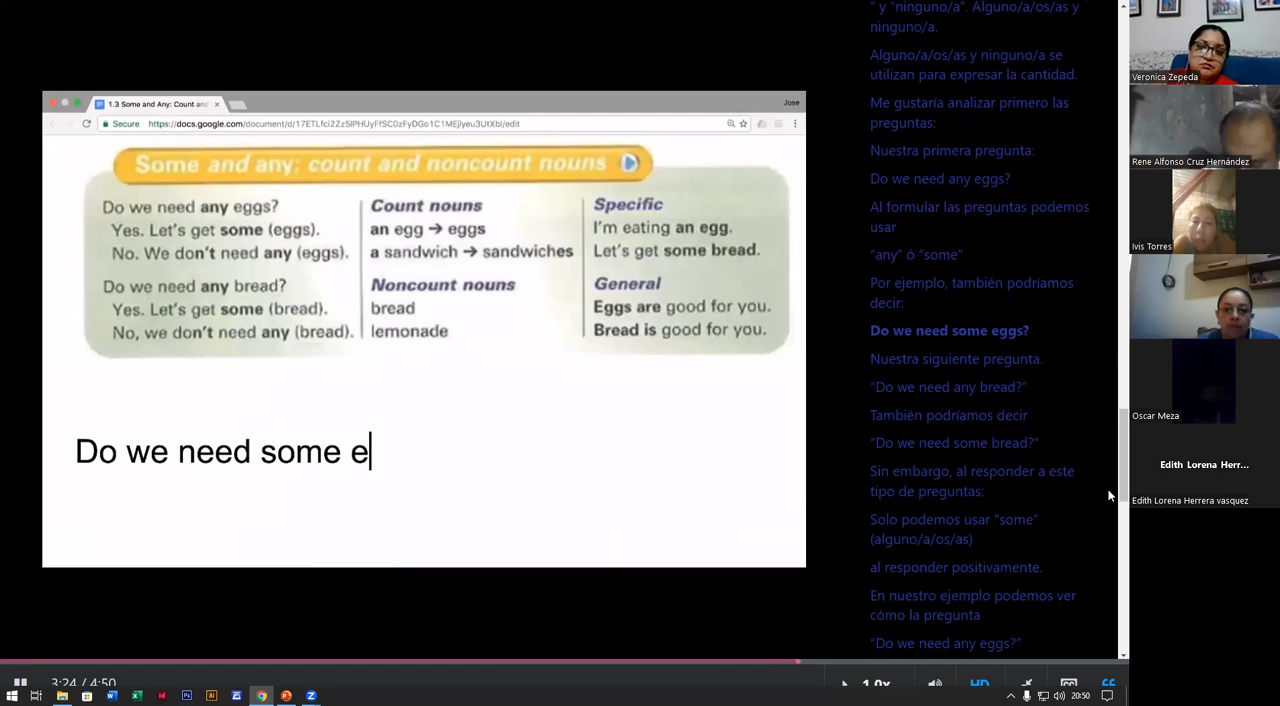 1.3 Some and Any: Count and
Jose
Secure https://docs.google.com/document/d/17ETLfci2Zz5IPHUyFfSC0zFyDGo1C1MEjlyeu3UtXbI/edit
Some and any; count and noncount nouns
Do we need any eggs?
Yes. Let's get some (eggs).
No. We don't need any (eggs).
Do we need any bread?
Yes. Let's get some (bread).
No, we don't need any (bread).
Count nouns
an egg → eggs
a sandwich → sandwiches
Noncount nouns
bread
lemonade
Specific
I'm eating an egg.
Let's get some bread.
General
Eggs are good for you.
Bread is good for you.
Do we need some e
" y "ninguno/a". Alguno/a/os/as y
ninguno/a.
Alguno/a/os/as y ninguno/a se
utilizan para expresar la cantidad.
Me gustaría analizar primero las
preguntas:
Nuestra primera pregunta:
Do we need any eggs?
Al formular las preguntas podemos
usar
"any" ó "some"
Por ejemplo, también podríamos
decir:
Do we need some eggs?
Nuestra siguiente pregunta.
"Do we need any bread?"
También podríamos decir
"Do we need some bread?"
Sin embargo, al responder a este
tipo de preguntas:
Solo podemos usar "some"
(alguno/a/os/as)
al responder positivamente.
En nuestro ejemplo podemos ver
cómo la pregunta
"Do we need any eggs?"
Veronica Zepeda
Rene Alfonso Cruz Hernández
Ivis Torres
Oscar Meza
Edith Lorena Herr...
Edith Lorena Herrera vasquez
3:24 / 4:50
1.0x
HD
20:50